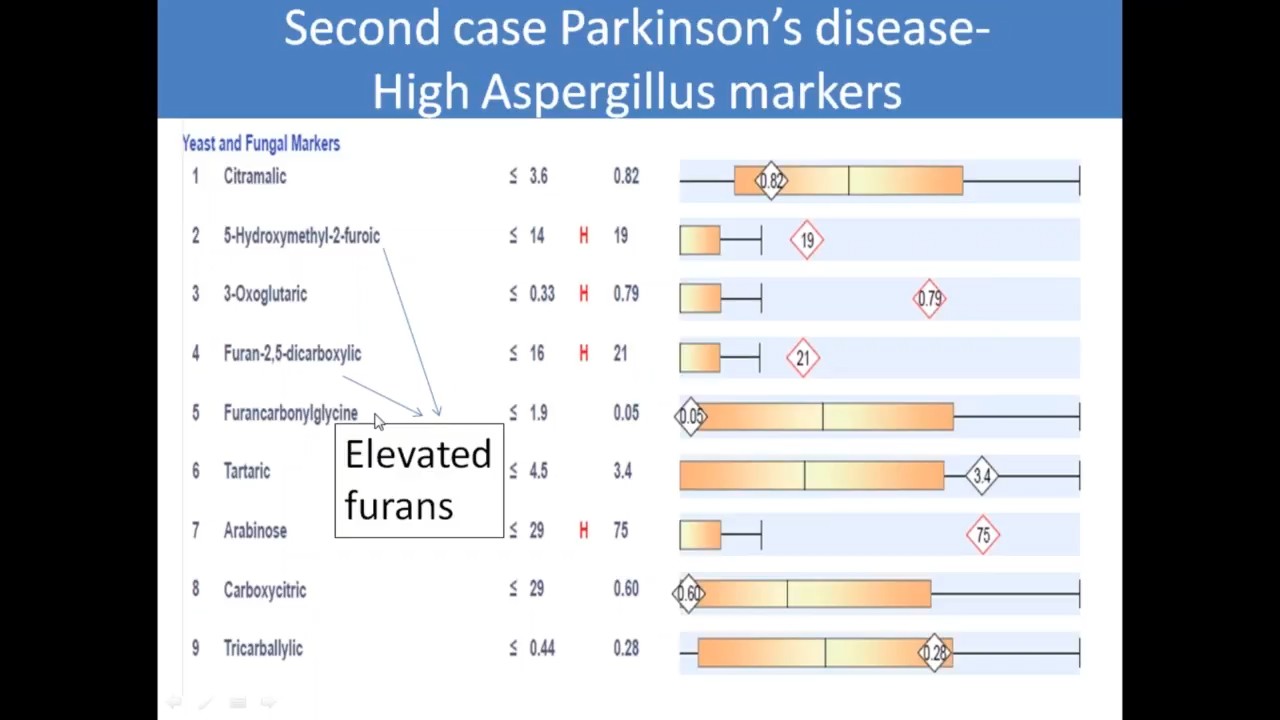 Second case Parkinson's disease-
High Aspergillus markers
Yeast and Fungal Markers
1 Citramalic ≤ 3.6 0.82 0.82
2 5-Hydroxymethyl-2-furoic ≤ 14 H 19 19
3 3-Oxoglutaric ≤ 0.33 H 0.79 0.79
4 Furan-2,5-dicarboxylic ≤ 16 H 21 21
5 Furancarbonylglycine ≤ 1.9 0.05 0.05
Elevated
furans
6 Tartaric ≤ 4.5 3.4 3.4
7 Arabinose ≤ 29 H 75 75
8 Carboxycitric ≤ 29 0.60 0.60
9 Tricarballylic ≤ 0.44 0.28 0.28